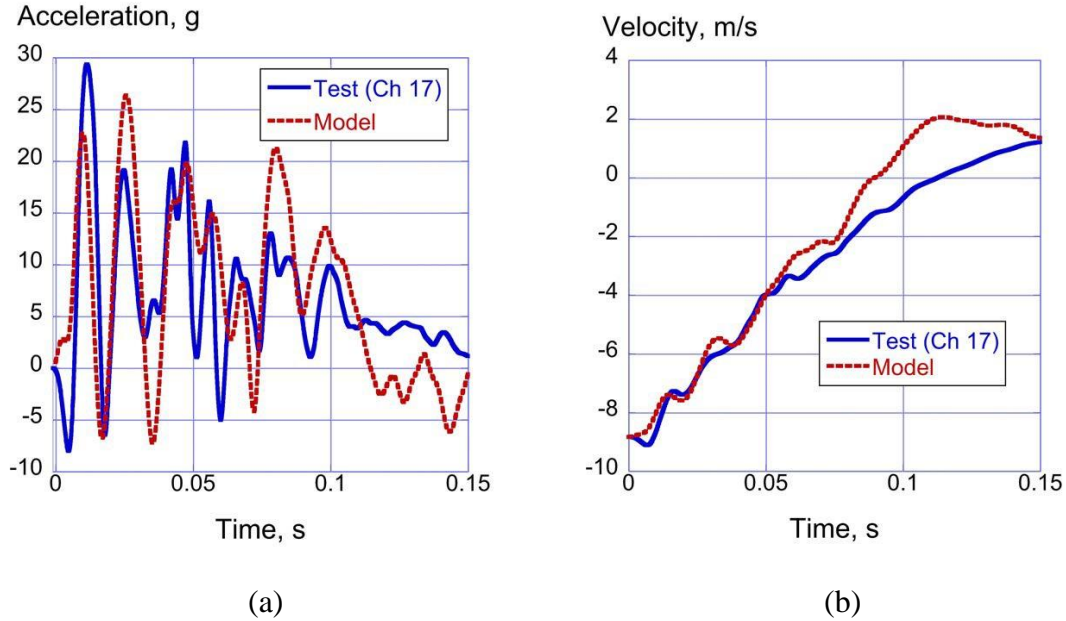 Acceleration, g
30
25
20
15
10
5
0
-5
-10
0 0.05 0.1 0.15
Test (Ch 17)
Model
Time, s
(a)
Velocity, m/s
4
2
0
-2
-4
-6
-8
-10
0 0.05 0.1 0.15
Test (Ch 17)
Model
Time, s
(b)